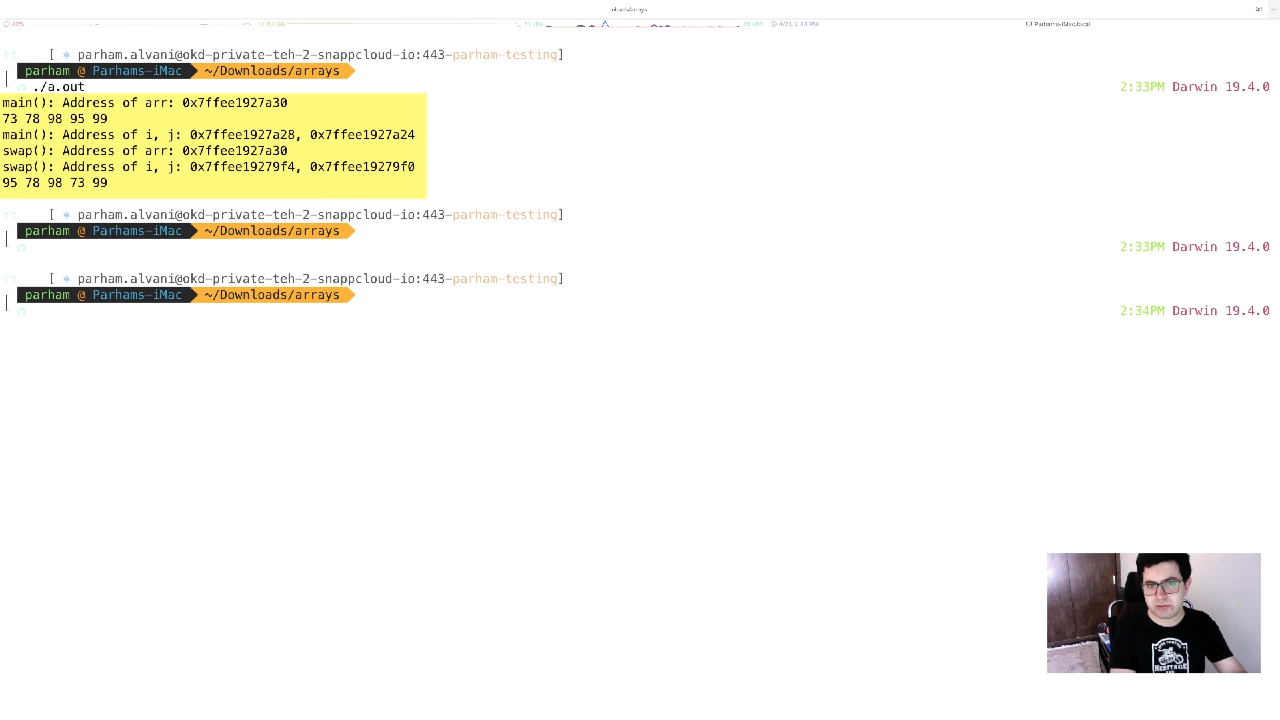 [ * parham.alvani@okd-private-teh-2-snappcloud-io:443-parham-testing]
parham @ Parhams-iMac ~/Downloads/arrays
./a.out 2:33PM Darwin 19.4.0
main(): Address of arr: 0x7ffee1927a30
73 78 98 95 99
main(): Address of i, j: 0x7ffee1927a28, 0x7ffee1927a24
swap(): Address of arr: 0x7ffee1927a30
swap(): Address of i, j: 0x7ffee19279f4, 0x7ffee19279f0
95 78 98 73 99
[ * parham.alvani@okd-private-teh-2-snappcloud-io:443-parham-testing]
parham @ Parhams-iMac ~/Downloads/arrays
2:33PM Darwin 19.4.0
[ * parham.alvani@okd-private-teh-2-snappcloud-io:443-parham-testing]
parham @ Parhams-iMac ~/Downloads/arrays
2:34PM Darwin 19.4.0
HERITAGE